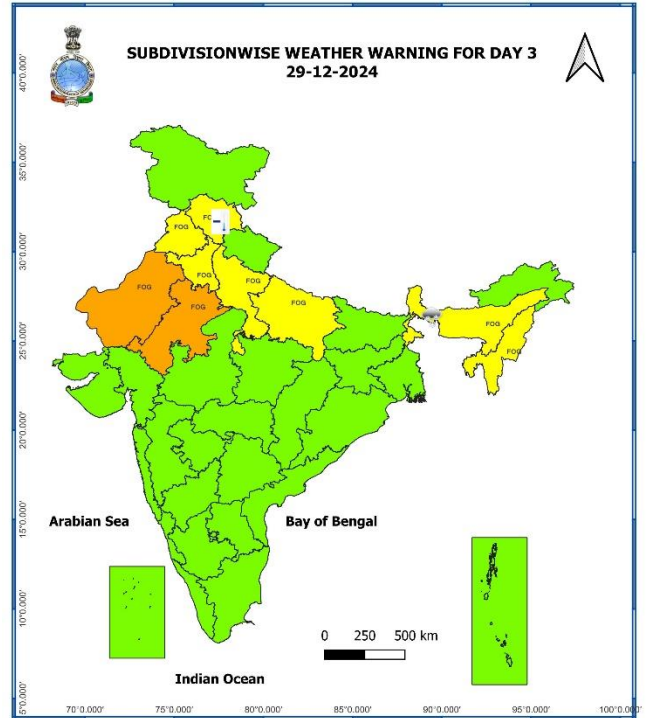 SUBDIVISIONWISE WEATHER WARNING FOR DAY 3
29-12-2024
40°0.000'
35°0.000'
30°0.000'
25°0.000'
20°0.000'
15°0.000'
10°0.000'
5°0.000'
FOG
FOG
FOG
FOG
FOG
FOG
FOG
FOG
FOG
Arabian Sea
Bay of Bengal
0 250 500 km
Indian Ocean
70°0.000' 75°0.000' 80°0.000' 85°0.000' 90°0.000' 95°0.000' 100°0.000'